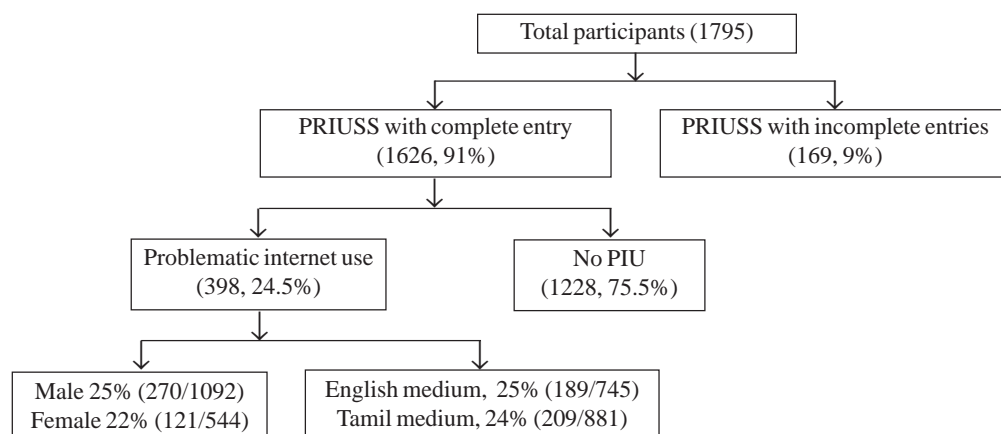 Total participants (1795)
PRIUSS with complete entry
(1626, 91%)
PRIUSS with incomplete entries
(169, 9%)
Problematic internet use
(398, 24.5%)
No PIU
(1228, 75.5%)
Male 25% (270/1092)
Female 22% (121/544)
English medium, 25% (189/745)
Tamil medium, 24% (209/881)